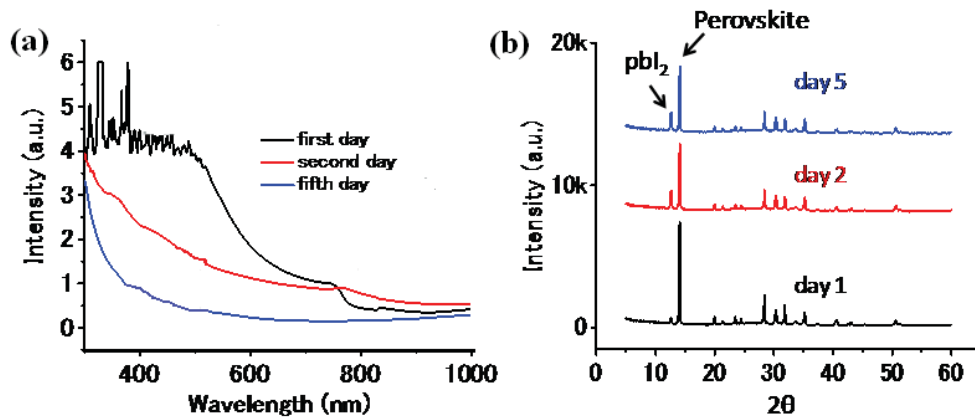 (a)
6
5
4
3
2
1
0
Intensity (a.u.)
first day
second day
fifth day
400 600 800 1000
Wavelength (nm)
(b)
Perovskite
pbI₂
20k
10k
0
Intensity (a.u.)
day 5
day 2
day 1
0 10 20 30 40 50 60
2θ